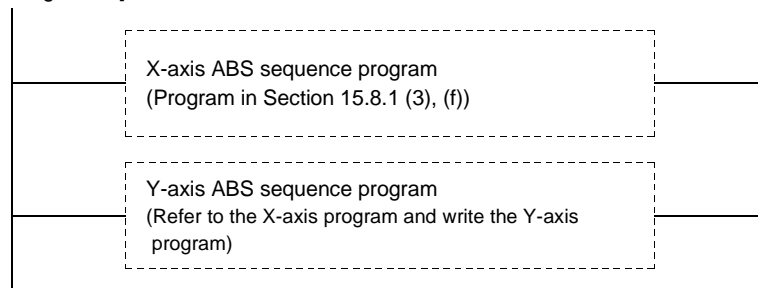 X-axis ABS sequence program
(Program in Section 15.8.1 (3), (f))
Y-axis ABS sequence program
(Refer to the X-axis program and write the Y-axis
program)